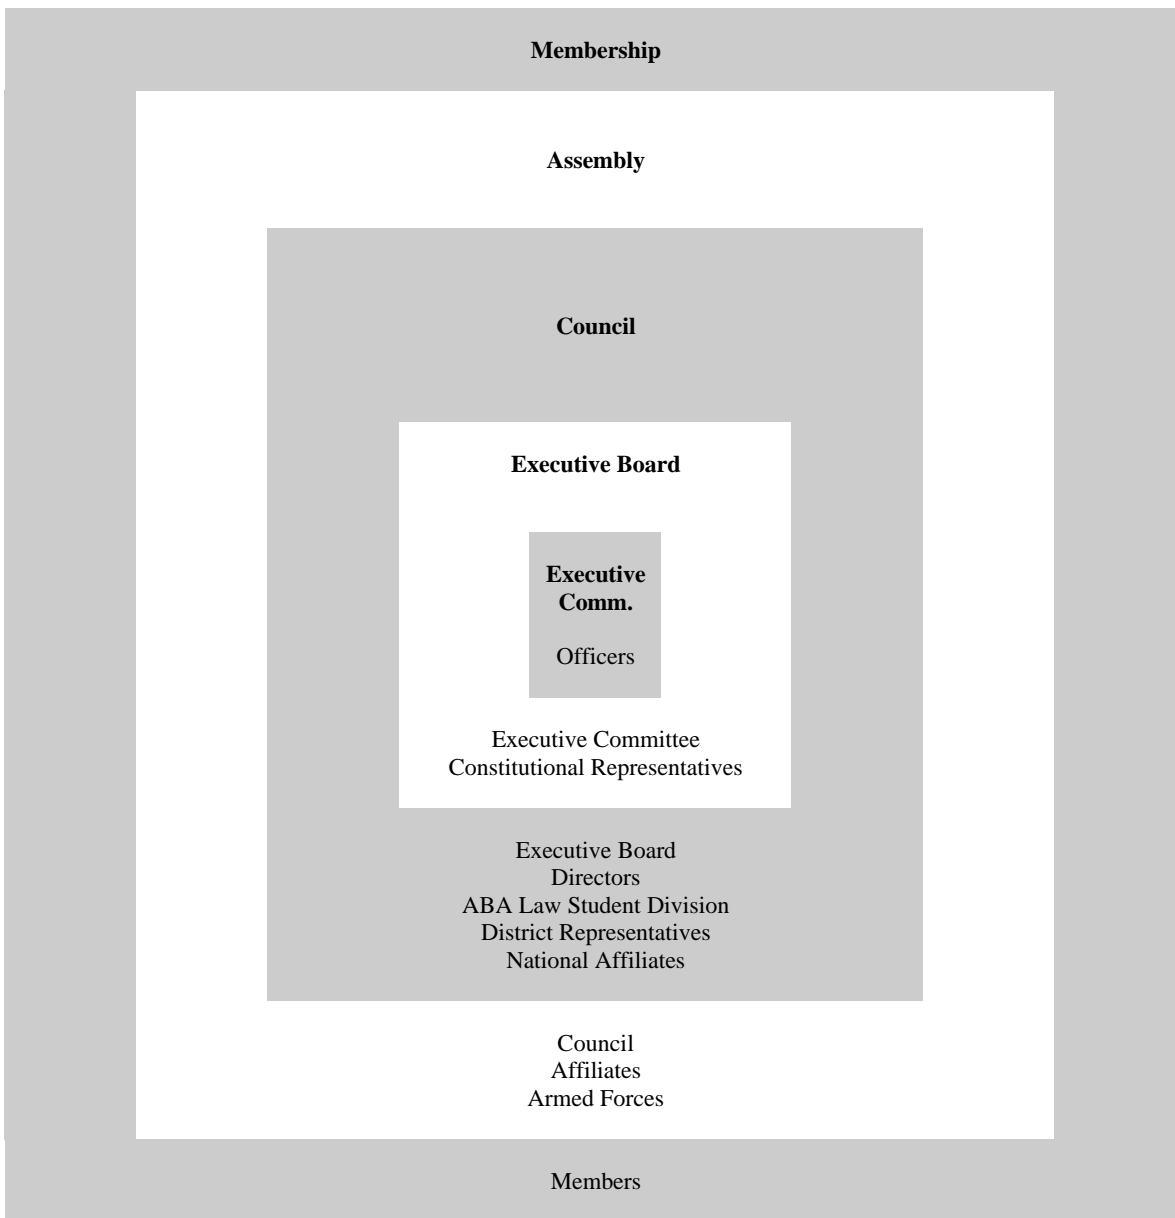 Membership
Assembly
Council
Executive Board
Executive
Comm.
Officers
Executive Committee
Constitutional Representatives
Executive Board
Directors
ABA Law Student Division
District Representatives
National Affiliates
Council
Affiliates
Armed Forces
Members